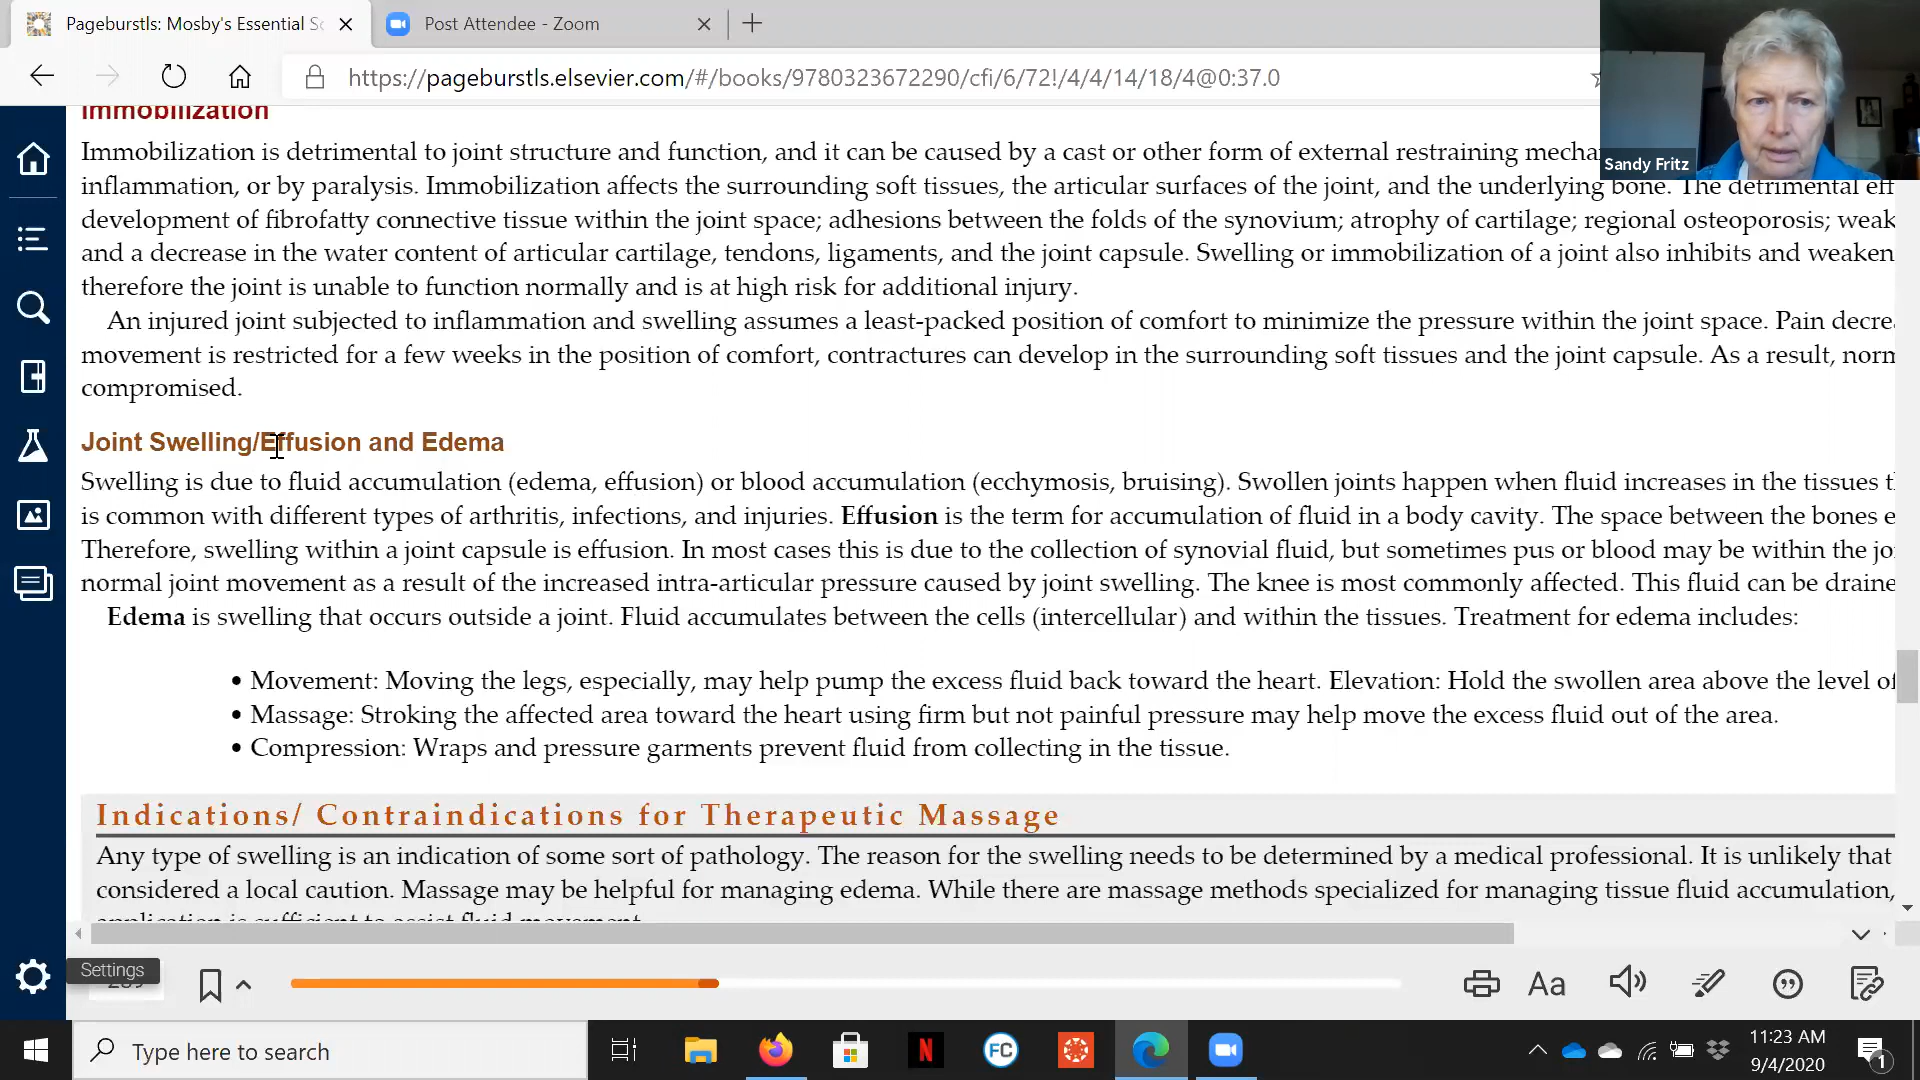 Pageburstls: Mosby's Essential Sc
Post Attendee - Zoom
https://pageburstls.elsevier.com/#/books/9780323672290/cfi/6/72!/4/4/14/18/4@0:37.0
Sandy Fritz
Immobilization
Immobilization is detrimental to joint structure and function, and it can be caused by a cast or other form of external restraining mecha
inflammation, or by paralysis. Immobilization affects the surrounding soft tissues, the articular surfaces of the joint, and the underlying bone. The detrimental eff
development of fibrofatty connective tissue within the joint space; adhesions between the folds of the synovium; atrophy of cartilage; regional osteoporosis; weak
and a decrease in the water content of articular cartilage, tendons, ligaments, and the joint capsule. Swelling or immobilization of a joint also inhibits and weaken
therefore the joint is unable to function normally and is at high risk for additional injury.
An injured joint subjected to inflammation and swelling assumes a least-packed position of comfort to minimize the pressure within the joint space. Pain decre
movement is restricted for a few weeks in the position of comfort, contractures can develop in the surrounding soft tissues and the joint capsule. As a result, norm
compromised.
Joint Swelling/Effusion and Edema
Swelling is due to fluid accumulation (edema, effusion) or blood accumulation (ecchymosis, bruising). Swollen joints happen when fluid increases in the tissues t
is common with different types of arthritis, infections, and injuries. Effusion is the term for accumulation of fluid in a body cavity. The space between the bones e
Therefore, swelling within a joint capsule is effusion. In most cases this is due to the collection of synovial fluid, but sometimes pus or blood may be within the jo
normal joint movement as a result of the increased intra-articular pressure caused by joint swelling. The knee is most commonly affected. This fluid can be draine
Edema is swelling that occurs outside a joint. Fluid accumulates between the cells (intercellular) and within the tissues. Treatment for edema includes:
• Movement: Moving the legs, especially, may help pump the excess fluid back toward the heart. Elevation: Hold the swollen area above the level of
• Massage: Stroking the affected area toward the heart using firm but not painful pressure may help move the excess fluid out of the area.
• Compression: Wraps and pressure garments prevent fluid from collecting in the tissue.
Indications/ Contraindications for Therapeutic Massage
Any type of swelling is an indication of some sort of pathology. The reason for the swelling needs to be determined by a medical professional. It is unlikely that
considered a local caution. Massage may be helpful for managing edema. While there are massage methods specialized for managing tissue fluid accumulation,
application is sufficient to assist fluid movement.
Settings
Aa
Type here to search
N
FC
11:23 AM
9/4/2020
1